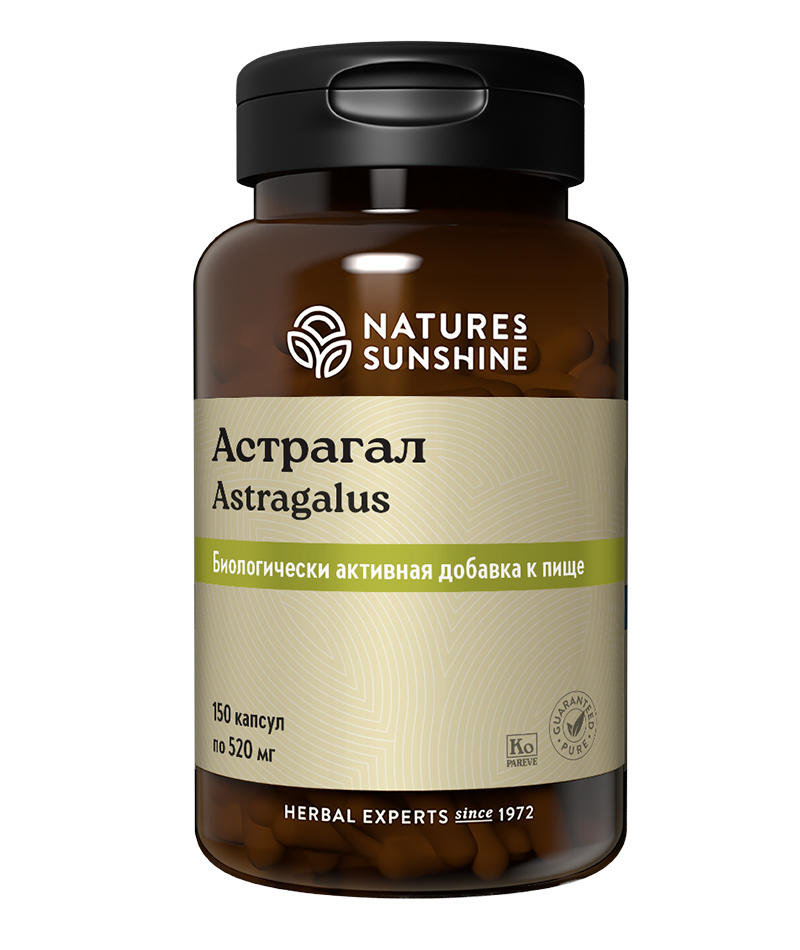 NATURES
SUNSHINE
Астрагал
Astragalus
Биологически активная добавка к пище
150 капсул
по 520 мг
Ko
PAREVE
GUARANTEED
PURE
HERBAL EXPERTS since 1972